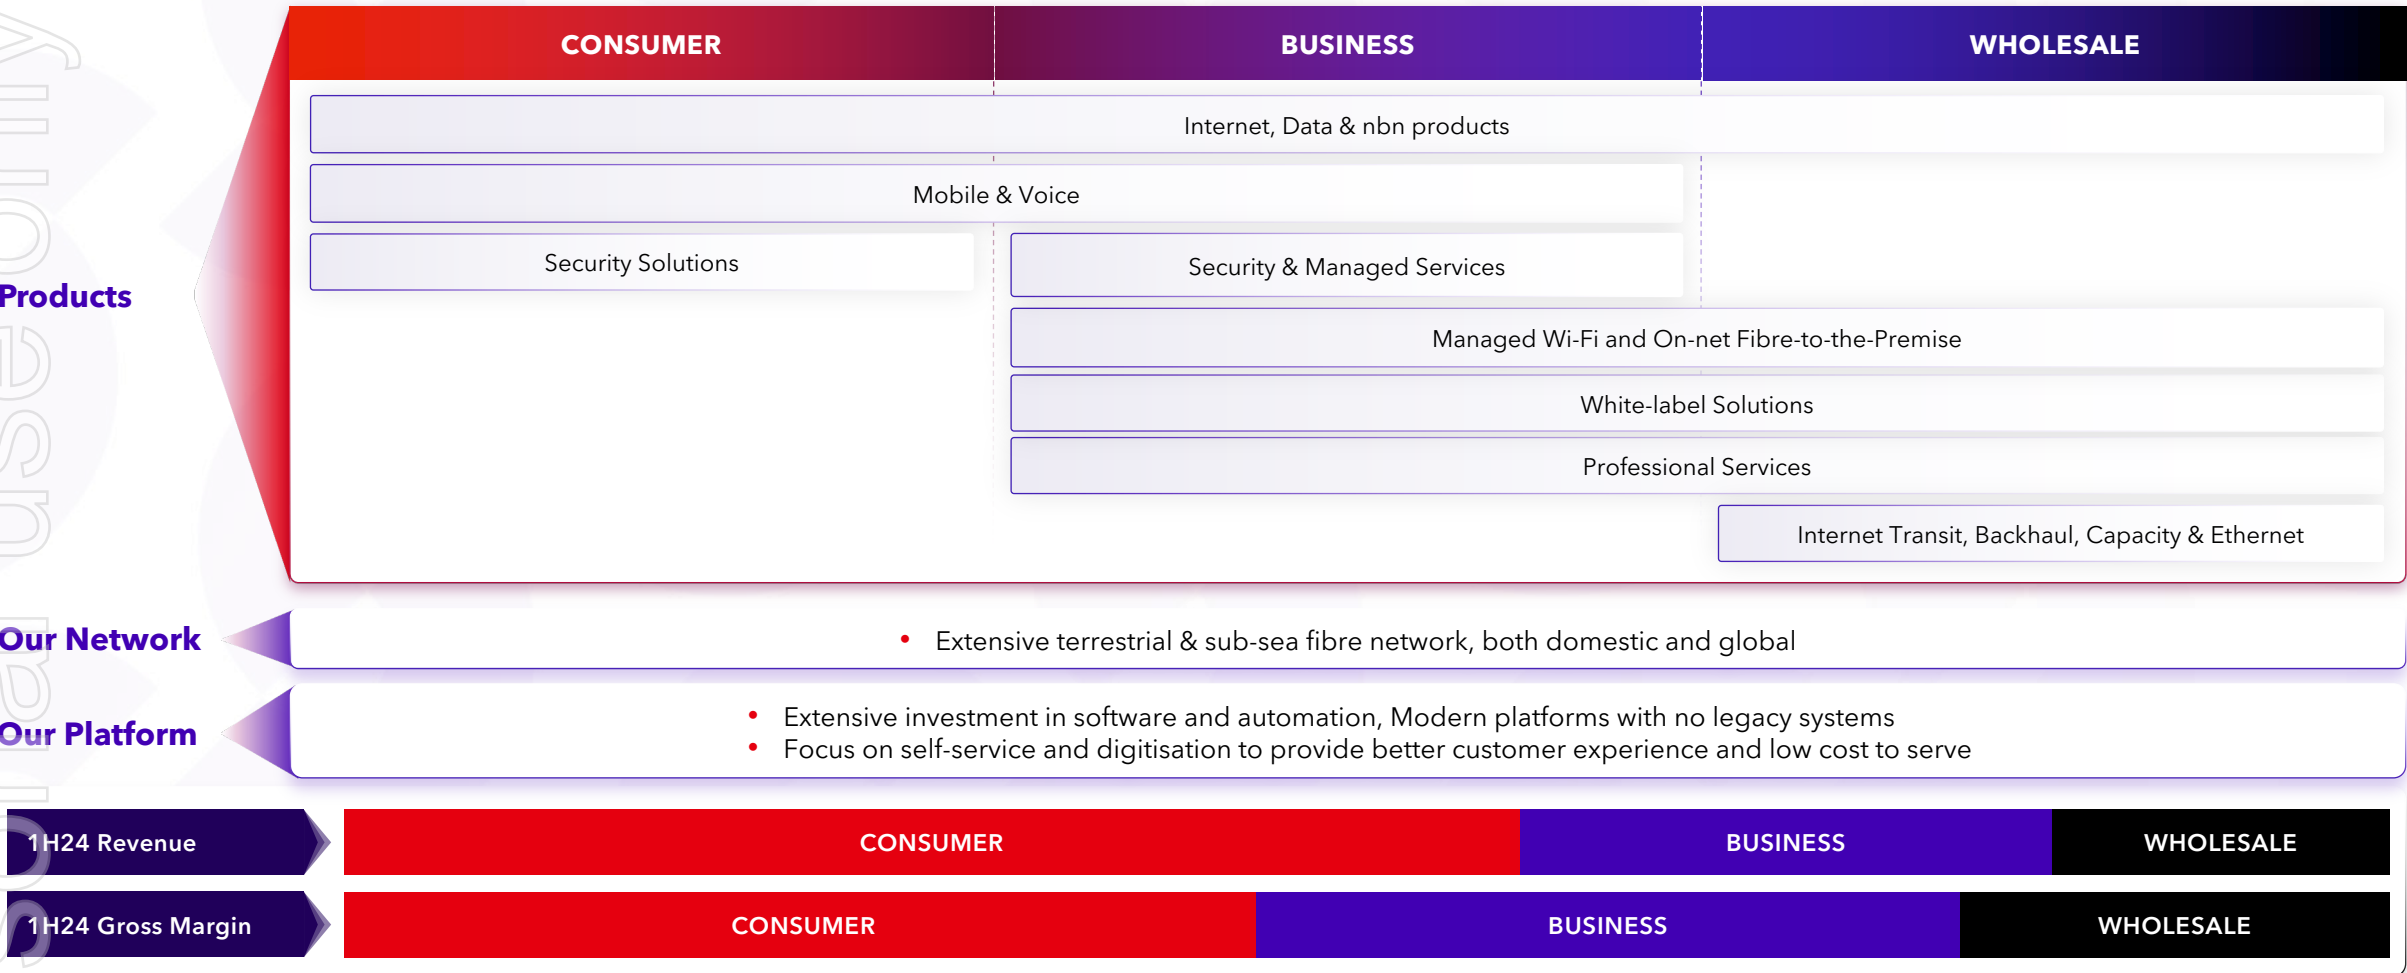 CONSUMER
BUSINESS
WHOLESALE
Internet, Data & nbn products
Mobile & Voice
Security Solutions
Security & Managed Services
Products
Managed Wi-Fi and On-net Fibre-to-the-Premise
White-label Solutions
Professional Services
Internet Transit, Backhaul, Capacity & Ethernet
Our Network
• Extensive terrestrial & sub-sea fibre network, both domestic and global
Our Platform
• Extensive investment in software and automation, Modern platforms with no legacy systems
• Focus on self-service and digitisation to provide better customer experience and low cost to serve
1H24 Revenue
CONSUMER
BUSINESS
WHOLESALE
1H24 Gross Margin
CONSUMER
BUSINESS
WHOLESALE
use only